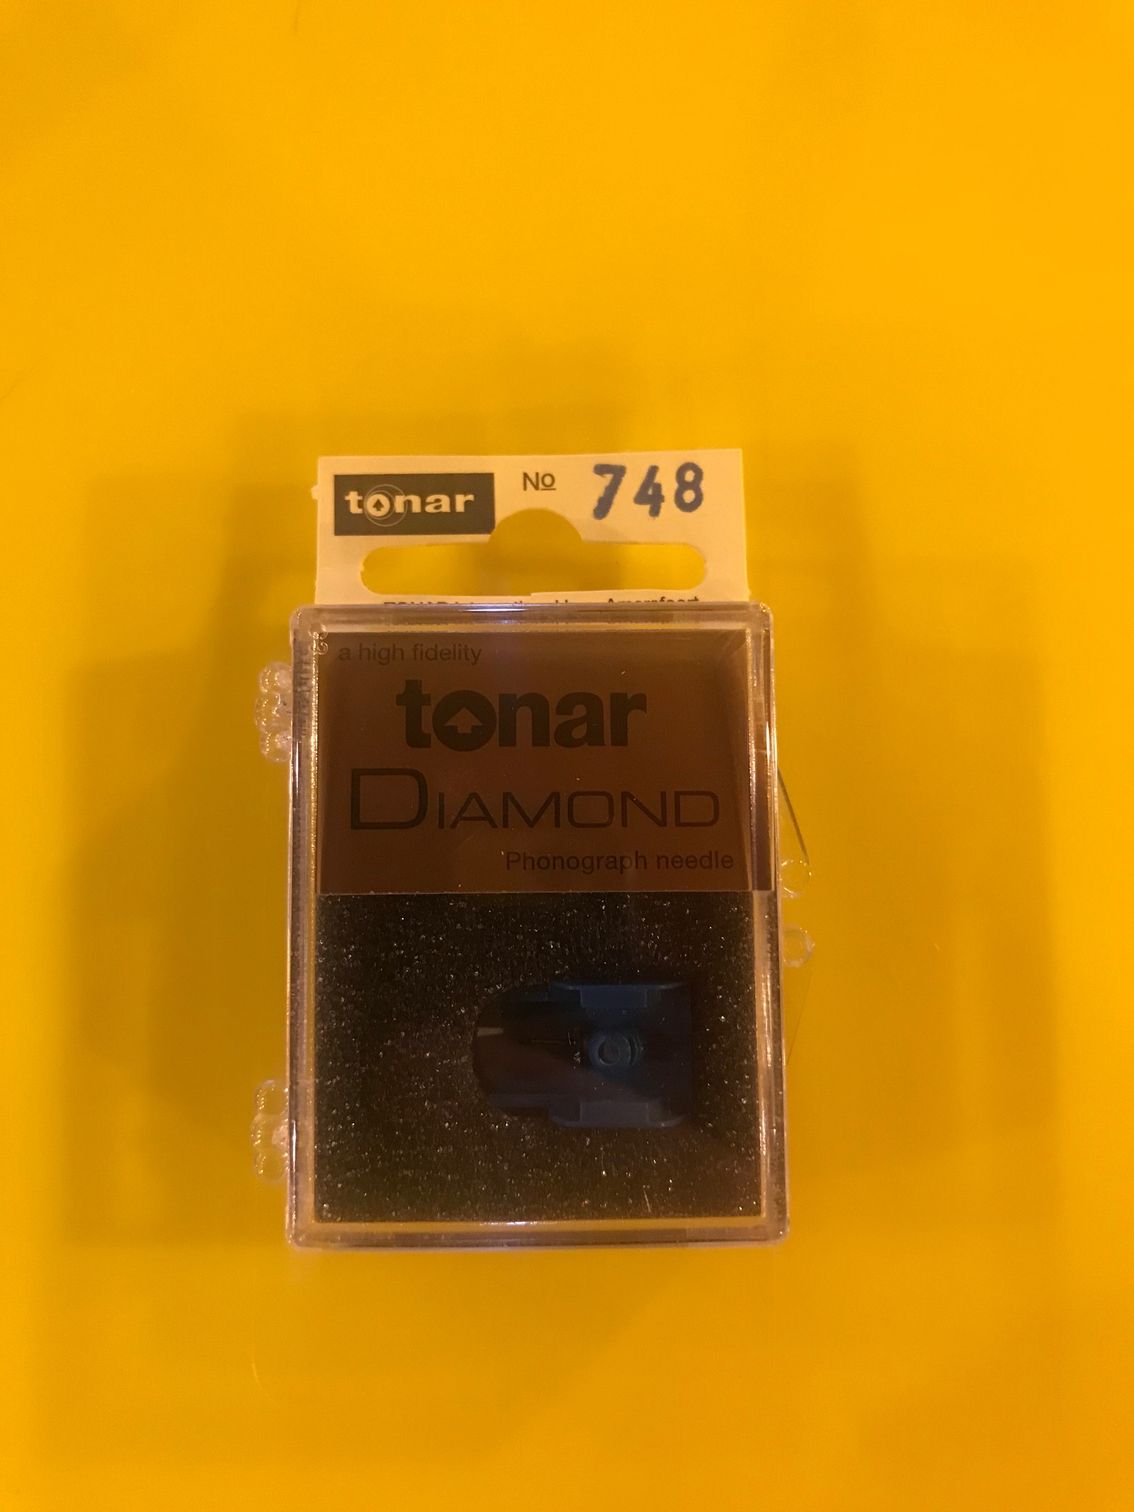 tonar
No 748
a high fidelity
tonar
DIAMOND
Phonograph needle